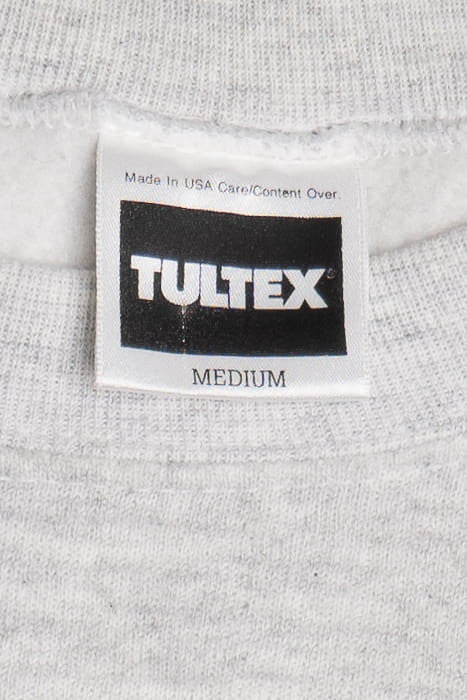 Made In USA Care/Content Over.
TULTEX®
MEDIUM